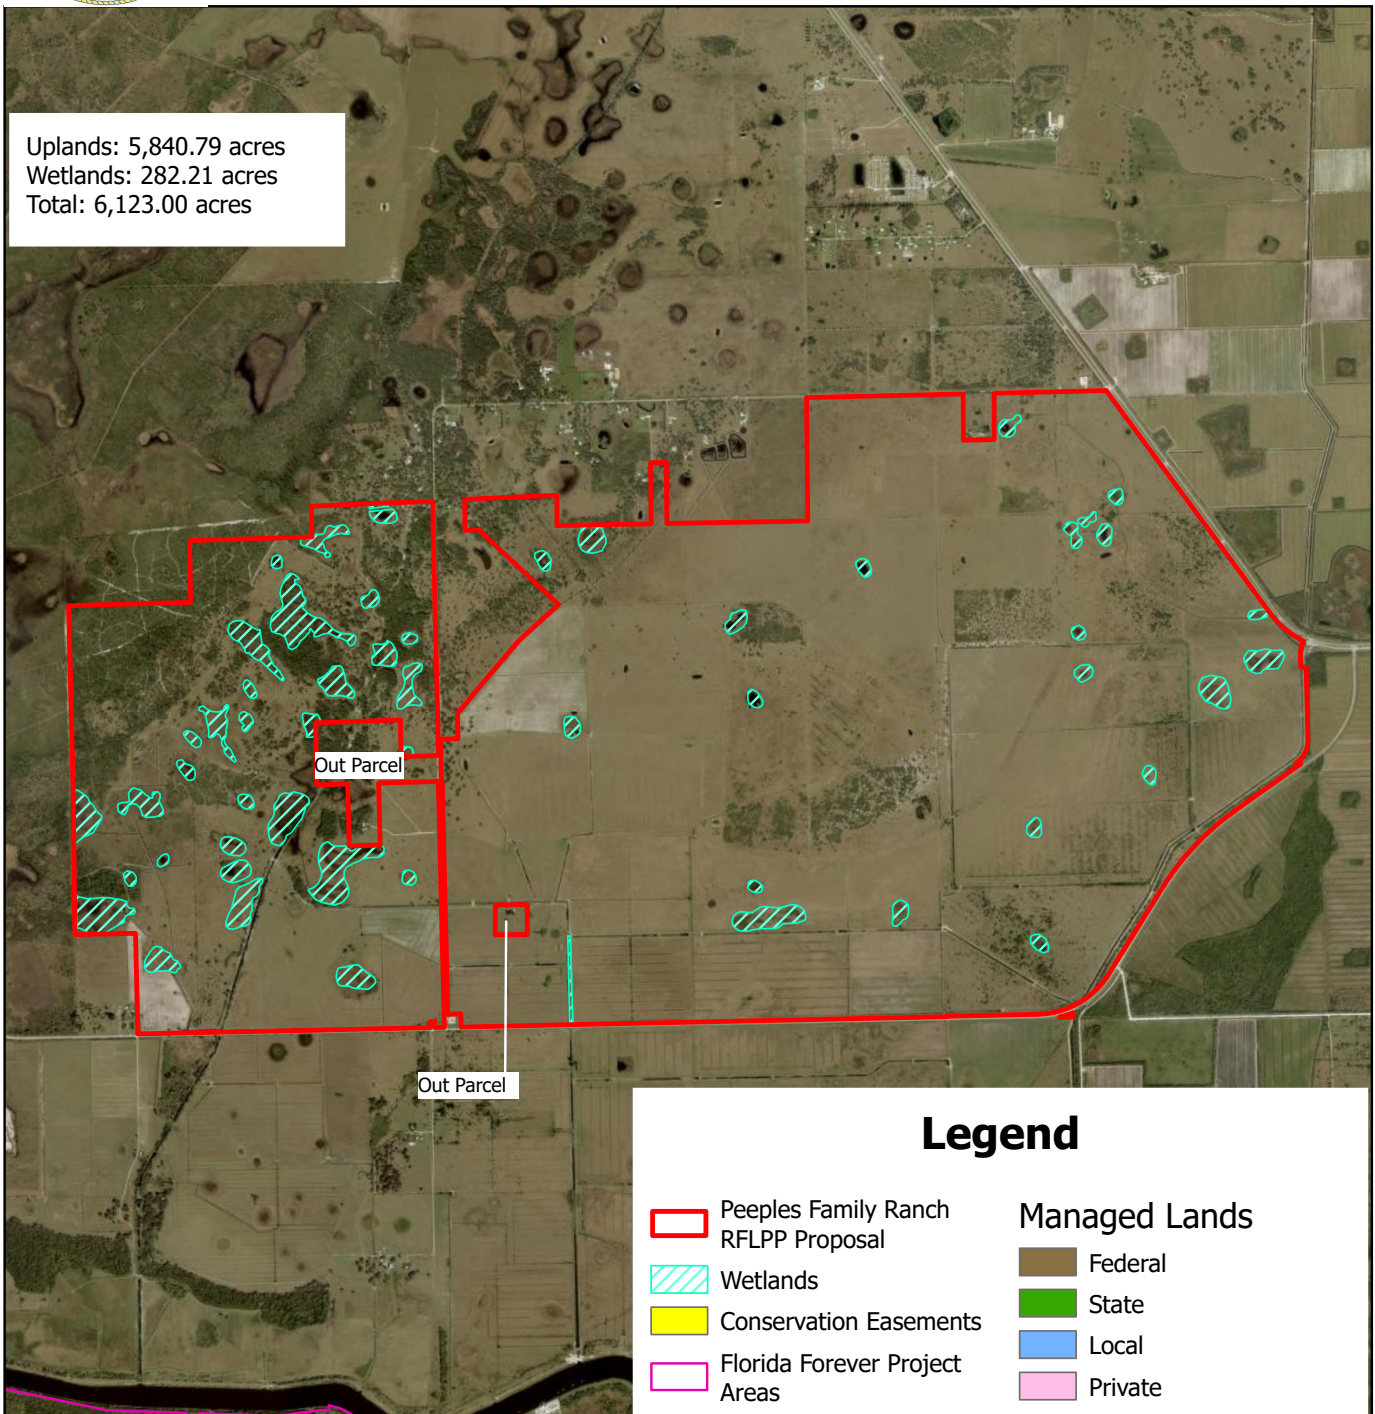 Uplands: 5,840.79 acres
Wetlands: 282.21 acres
Total: 6,123.00 acres
Out Parcel
Out Parcel
Legend
Peeples Family Ranch
RFLPP Proposal
Wetlands
Conservation Easements
Florida Forever Project
Areas
Managed Lands
Federal
State
Local
Private